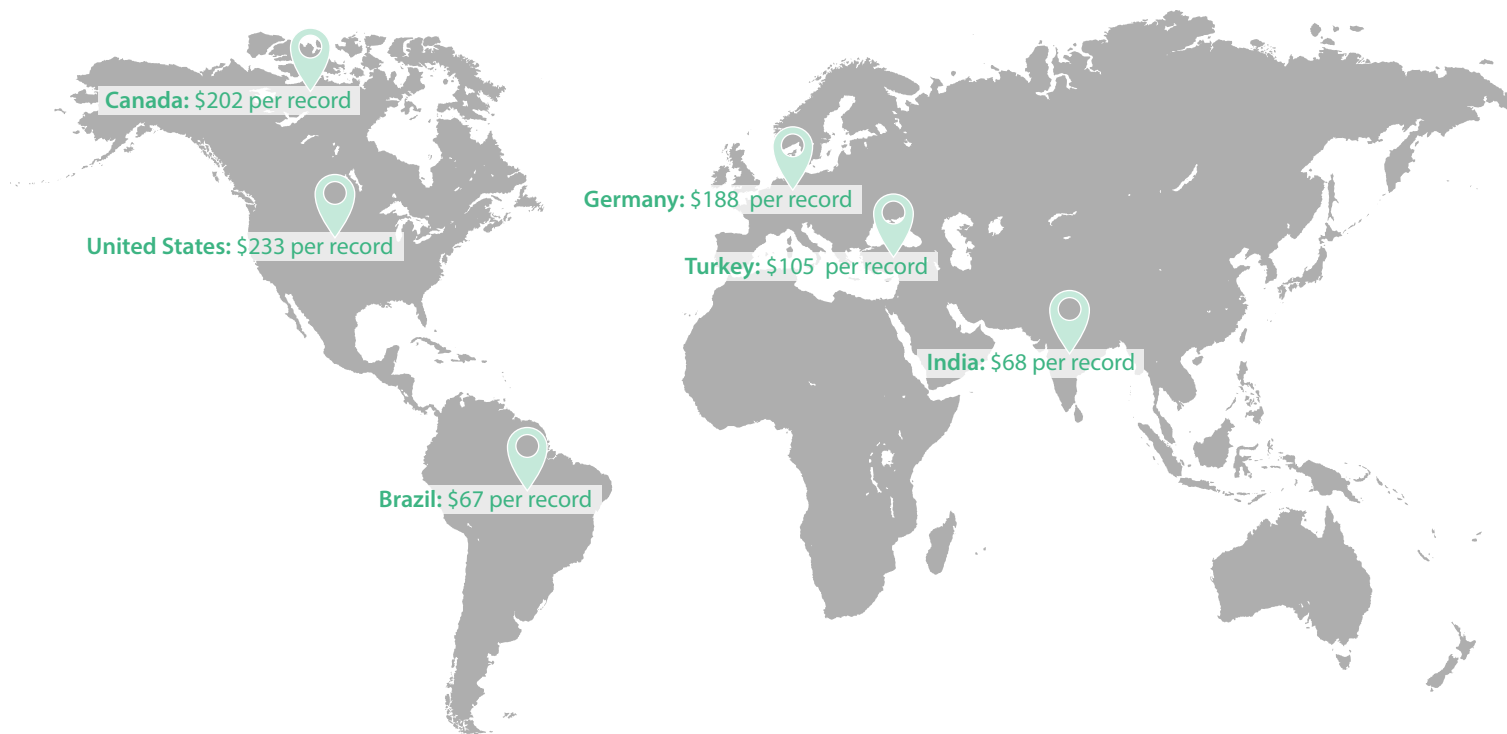 Canada: $202 per record
Germany: $188 per record
United States: $233 per record
Turkey: $105 per record
India: $68 per record
Brazil: $67 per record